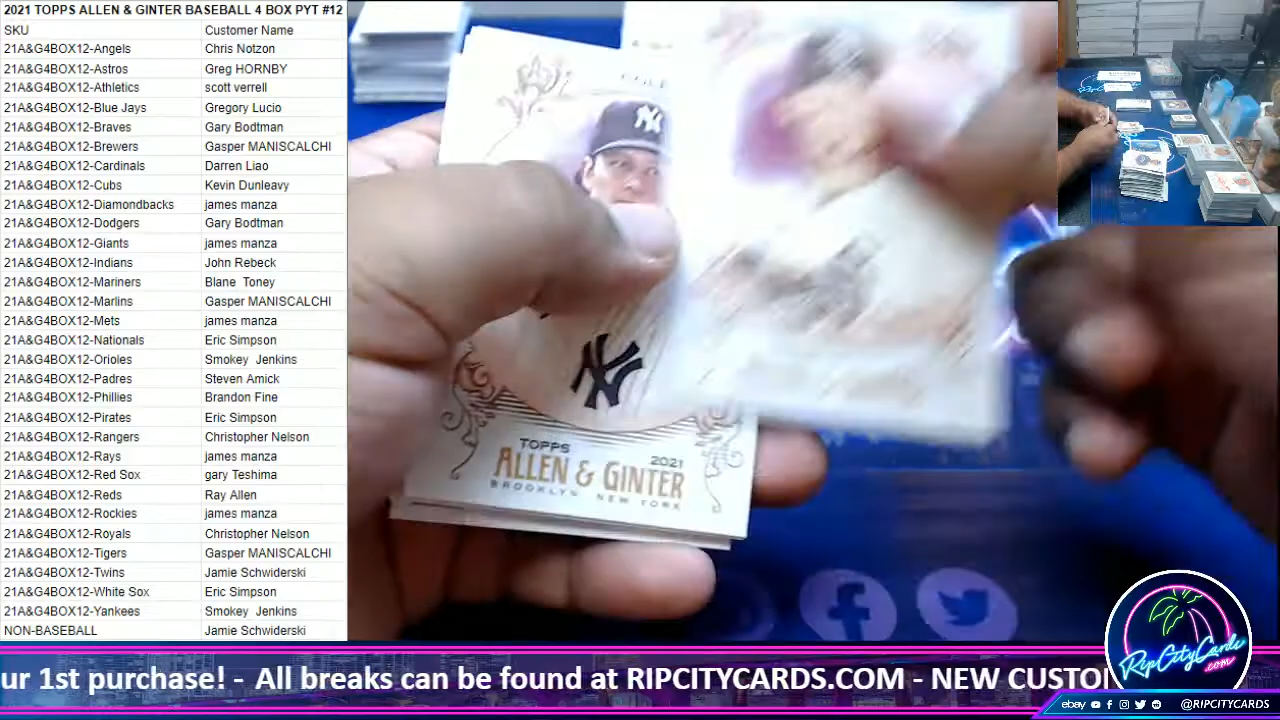 2021 TOPPS ALLEN & GINTER BASEBALL 4 BOX PYT #12
SKU Customer Name
21A&G4BOX12-Angels Chris Notzon
21A&G4BOX12-Astros Greg HORNBY
21A&G4BOX12-Athletics scott verrell
21A&G4BOX12-Blue Jays Gregory Lucio
21A&G4BOX12-Braves Gary Bodtman
21A&G4BOX12-Brewers Gasper MANISCALCHI
21A&G4BOX12-Cardinals Darren Liao
21A&G4BOX12-Cubs Kevin Dunleavy
21A&G4BOX12-Diamondbacks james manza
21A&G4BOX12-Dodgers Gary Bodtman
21A&G4BOX12-Giants james manza
21A&G4BOX12-Indians John Rebeck
21A&G4BOX12-Mariners Blane Toney
21A&G4BOX12-Marlins Gasper MANISCALCHI
21A&G4BOX12-Mets james manza
21A&G4BOX12-Nationals Eric Simpson
21A&G4BOX12-Orioles Smokey Jenkins
21A&G4BOX12-Padres Steven Amick
21A&G4BOX12-Phillies Brandon Fine
21A&G4BOX12-Pirates Eric Simpson
21A&G4BOX12-Rangers Christopher Nelson
21A&G4BOX12-Rays james manza
21A&G4BOX12-Red Sox gary Teshima
21A&G4BOX12-Reds Ray Allen
21A&G4BOX12-Rockies james manza
21A&G4BOX12-Royals Christopher Nelson
21A&G4BOX12-Tigers Gasper MANISCALCHI
21A&G4BOX12-Twins Jamie Schwiderski
21A&G4BOX12-White Sox Eric Simpson
21A&G4BOX12-Yankees Smokey Jenkins
NON-BASEBALL Jamie Schwiderski
NY
NY
TOPPS 2021
ALLEN & GINTER
BROOKLYN NEW YORK
ur 1st purchase! - All breaks can be found at RIPCITYCARDS.COM - NEW CUSTO
RipCityCards
.com
ebay @RIPCITYCARDS